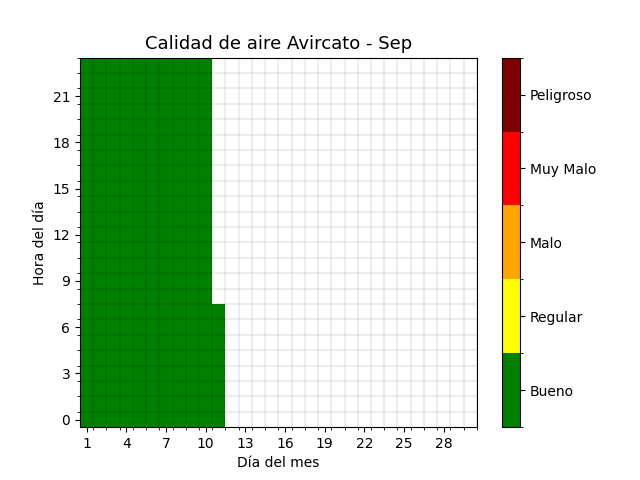 Calidad de aire Avircato - Sep
Hora del día
21
18
15
12
9
6
3
0
1 4 7 10 13 16 19 22 25 28
Día del mes
Peligroso
Muy Malo
Malo
Regular
Bueno